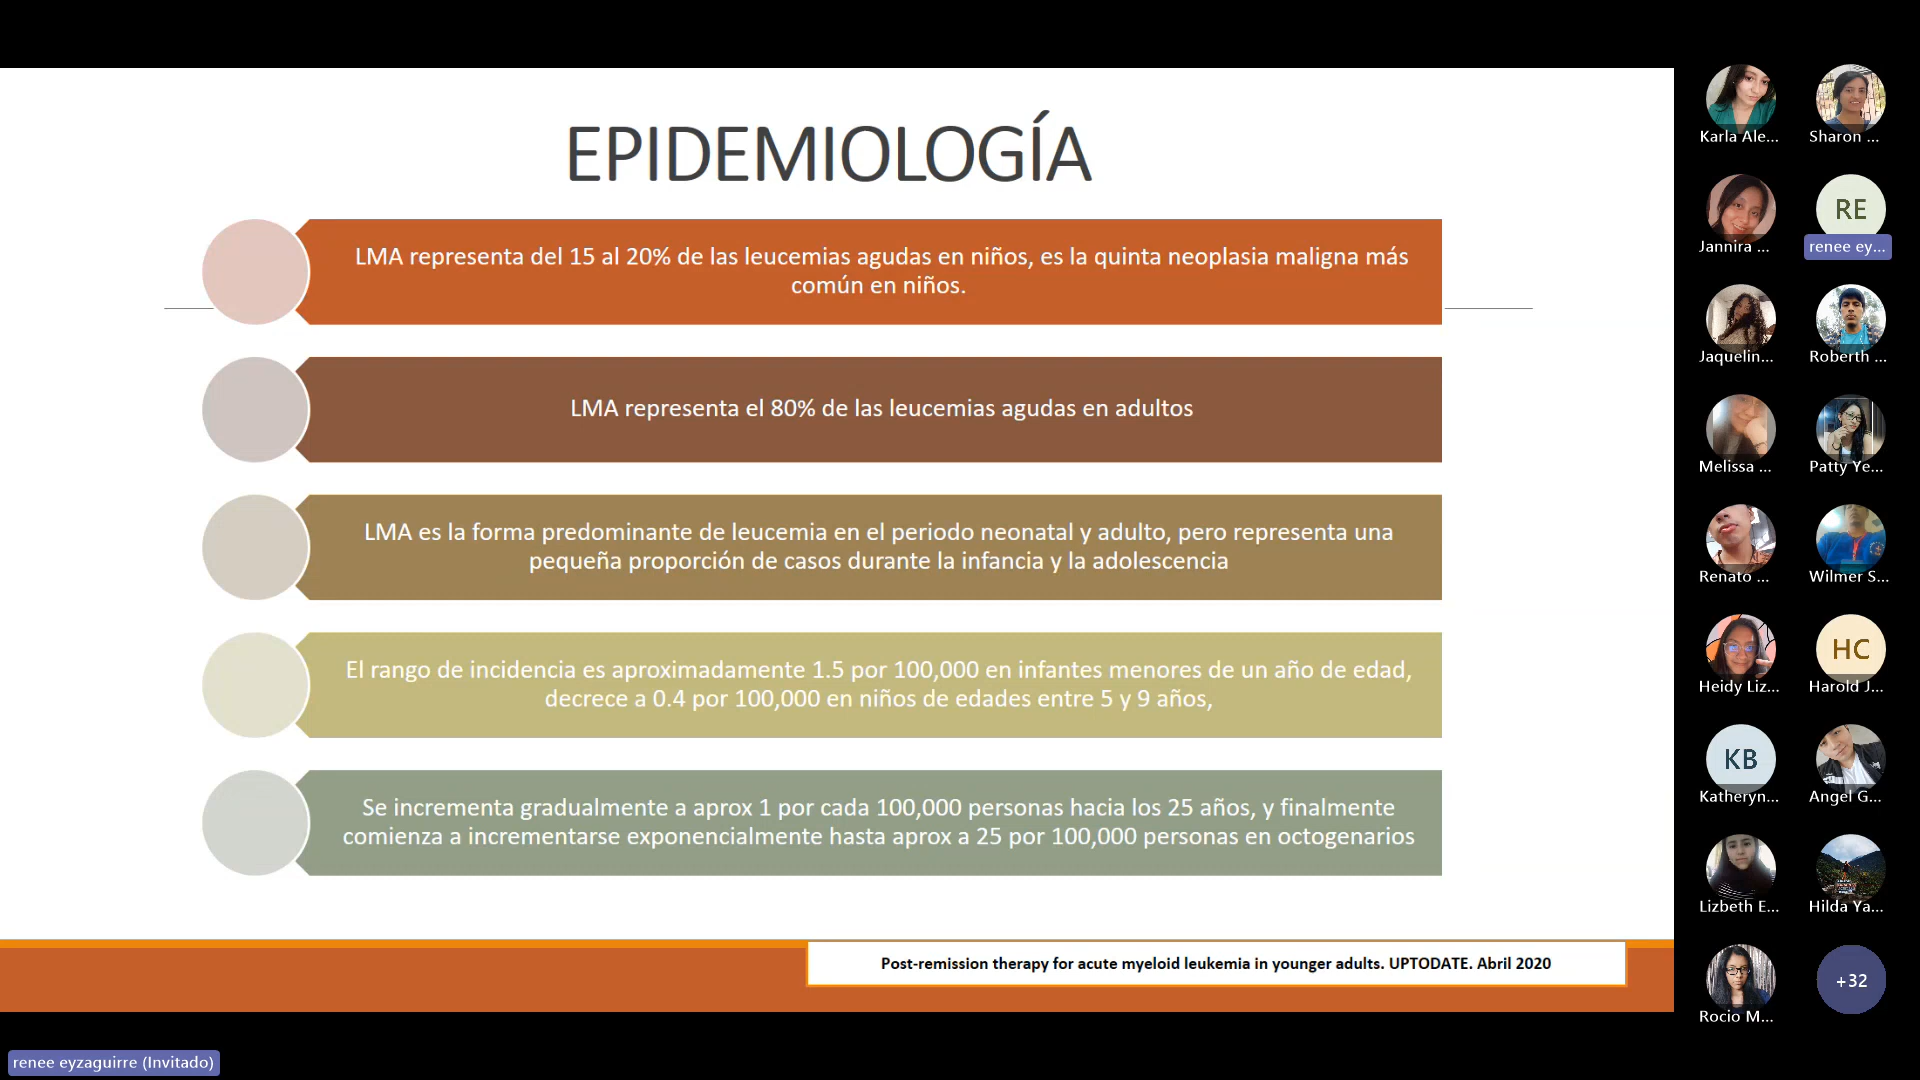 EPIDEMIOLOGÍA
LMA representa del 15 al 20% de las leucemias agudas en niños, es la quinta neoplasia maligna más
común en niños.
LMA representa el 80% de las leucemias agudas en adultos
LMA es la forma predominante de leucemia en el periodo neonatal y adulto, pero representa una
pequeña proporción de casos durante la infancia y la adolescencia
El rango de incidencia es aproximadamente 1.5 por 100,000 en infantes menores de un año de edad,
decrece a 0.4 por 100,000 en niños de edades entre 5 y 9 años,
Se incrementa gradualmente a aprox 1 por cada 100,000 personas hacia los 25 años, y finalmente
comienza a incrementarse exponencialmente hasta aprox a 25 por 100,000 personas en octogenarios
Post-remission therapy for acute myeloid leukemia in younger adults. UPTODATE. Abril 2020
renee eyzaguirre (Invitado)
Karla Ale...
Sharon ...
Jannira ...
RE
renee ey...
Jaquelin...
Roberth ...
Melissa ...
Patty Ye...
Renato ...
Wilmer S...
Heidy Liz...
HC
Harold J...
KB
Katheryn...
Angel G...
Lizbeth E...
Hilda Ya...
Rocio M...
+32